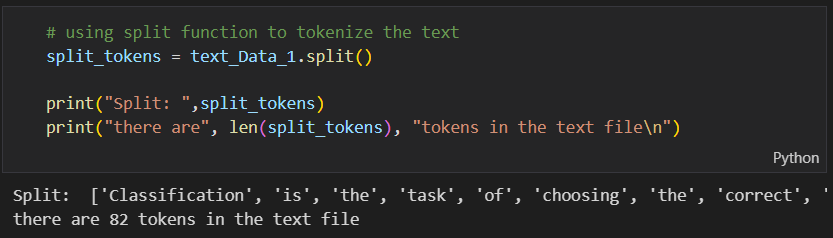 # using split function to tokenize the text
split_tokens = text_Data_1.split()
print("Split: ",split_tokens)
print("there are", len(split_tokens), "tokens in the text file\n")
Python
Split:  ['Classification', 'is', 'the', 'task', 'of', 'choosing', 'the', 'correct', '
there are 82 tokens in the text file